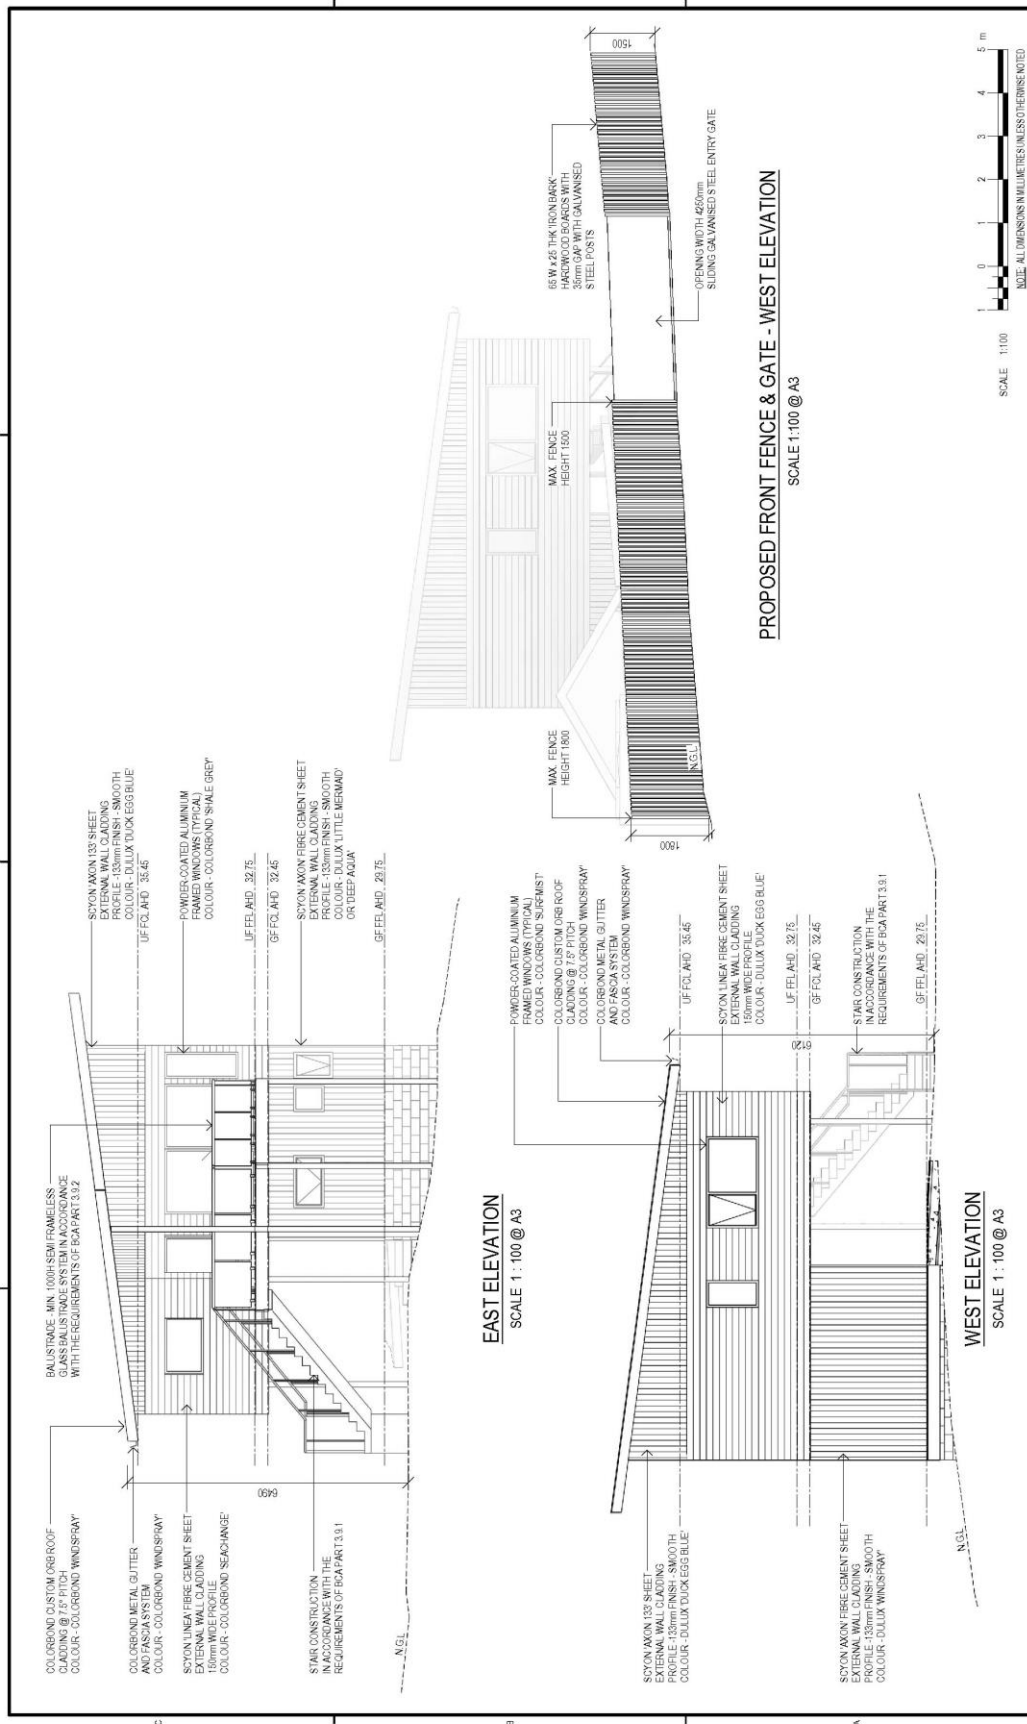 COLORBOND CUSTOM ORB ROOF
CLADDING @ 7.5° PITCH
COLOUR - COLORBOND 'WINDSPRAY'
BALUSTRADE - MIN. 1000H SEMI FRAMELESS
GLASS BALUSTRADE SYSTEM IN ACCORDANCE
WITH THE REQUIREMENTS OF BCA PART 3.9.2
COLORBOND METAL GUTTER
AND FASCIA SYSTEM
COLOUR - COLORBOND 'WINDSPRAY'
SCYON 'LINEA' FIBRE CEMENT SHEET
EXTERNAL WALL CLADDING
150mm WIDE PROFILE
COLOUR - COLORBOND 'SEACHANGE'
STAIR CONSTRUCTION
IN ACCORDANCE WITH THE
REQUIREMENTS OF BCA PART 3.9.1
N.G.L
6490
SCYON 'AXON 133' SHEET
EXTERNAL WALL CLADDING
PROFILE -133mm FINISH - SMOOTH
COLOUR - DULUX 'DUCK EGG BLUE'
UF FCL AHD 35.45
POWDER-COATED ALUMINIUM
FRAMED WINDOWS (TYPICAL)
COLOUR - COLORBOND 'SHALE GREY'
UF FFL AHD 32.75
GF FCL AHD 32.45
SCYON 'AXON' FIBRE CEMENT SHEET
EXTERNAL WALL CLADDING
PROFILE -133mm FINISH - SMOOTH
COLOUR - DULUX 'LITTLE MERMAID'
OR 'DEEP AQUA'
GF FFL AHD 29.75
EAST ELEVATION
SCALE 1 : 100 @ A3
POWDER-COATED ALUMINIUM
FRAMED WINDOWS (TYPICAL)
COLOUR - COLORBOND 'SURFMIST'
COLORBOND CUSTOM ORB ROOF
CLADDING @ 7.5° PITCH
COLOUR - COLORBOND 'WINDSPRAY'
COLORBOND METAL GUTTER
AND FASCIA SYSTEM
COLOUR - COLORBOND 'WINDSPRAY'
UF FCL AHD 35.45
SCYON 'LINEA' FIBRE CEMENT SHEET
EXTERNAL WALL CLADDING
150mm WIDE PROFILE
COLOUR - DULUX 'DUCK EGG BLUE'
UF FFL AHD 32.75
GF FCL AHD 32.45
6120
STAIR CONSTRUCTION
IN ACCORDANCE WITH THE
REQUIREMENTS OF BCA PART 3.9.1
GF FFL AHD 29.75
SCYON 'AXON 133' SHEET
EXTERNAL WALL CLADDING
PROFILE -133mm FINISH - SMOOTH
COLOUR - DULUX 'DUCK EGG BLUE'
SCYON 'AXON' FIBRE CEMENT SHEET
EXTERNAL WALL CLADDING
PROFILE -133mm FINISH - SMOOTH
COLOUR - DULUX 'WINDSPRAY'
N.G.L
WEST ELEVATION
SCALE 1 : 100 @ A3
MAX. FENCE
HEIGHT 1800
1800
N.G.L
MAX. FENCE
HEIGHT 1500
65 W x 25 THK 'IRON BARK'
HARDWOOD BOARDS WITH
35mm GAP WITH GALVANISED
STEEL POSTS
1500
OPENING WIDTH 4250mm
SLIDING GALVANISED STEEL ENTRY GATE
PROPOSED FRONT FENCE & GATE - WEST ELEVATION
SCALE 1:100 @ A3
SCALE 1:100
1 0 1 2 3 4 5 m
NOTE: ALL DIMENSIONS IN MILLIMETRES UNLESS OTHERWISE NOTED